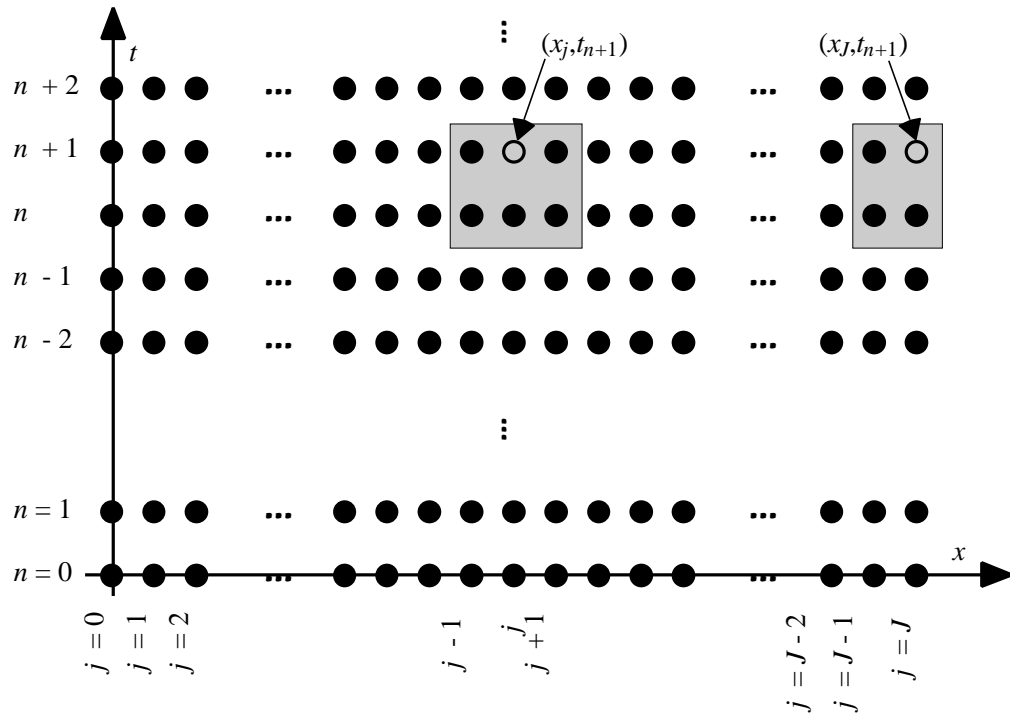 t
(x_j,t_{n+1})
(x_J,t_{n+1})
n + 2
n + 1
n
n - 1
n - 2
n = 1
n = 0
x
j = 0
j = 1
j = 2
j - 1
j
j + 1
j = J - 2
j = J - 1
j = J